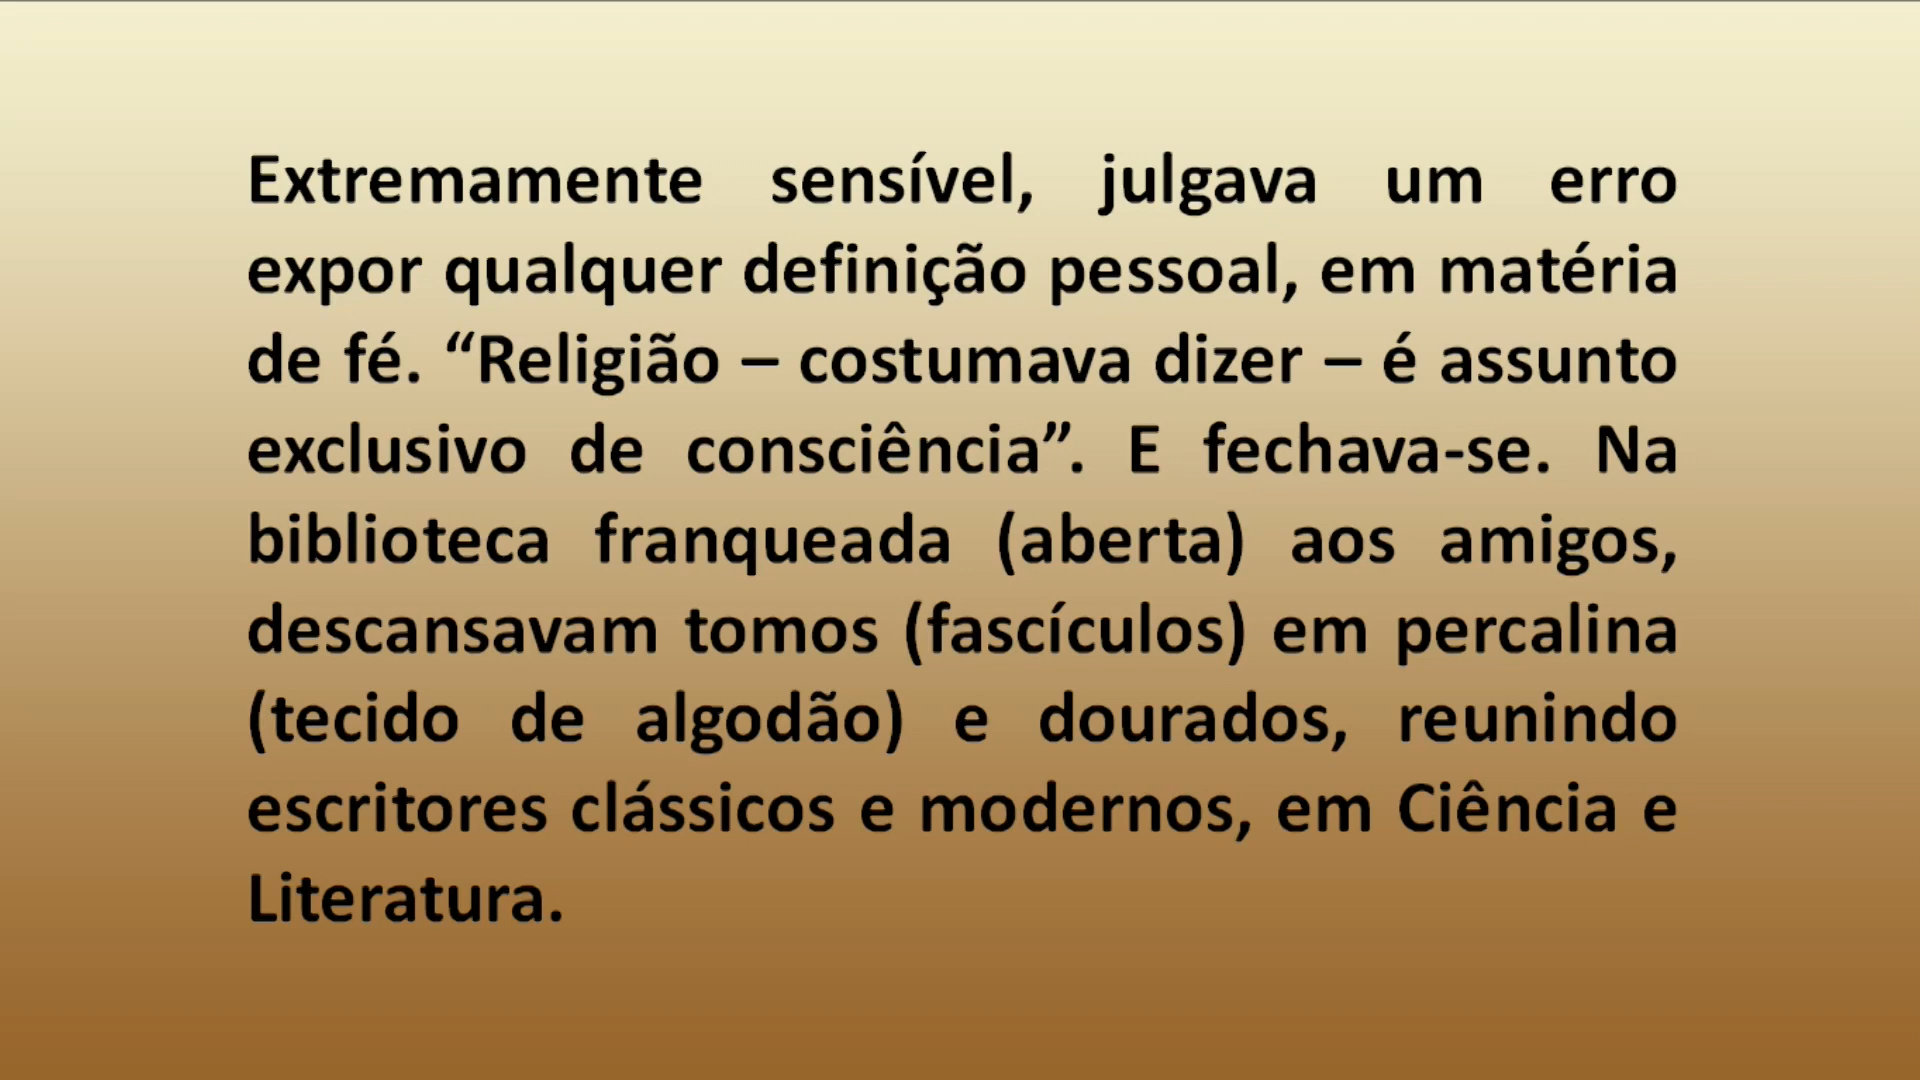 Extremamente sensível, julgava um erro
expor qualquer definição pessoal, em matéria
de fé. “Religião – costumava dizer – é assunto
exclusivo de consciência”. E fechava-se. Na
biblioteca franqueada (aberta) aos amigos,
descansavam tomos (fascículos) em percalina
(tecido de algodão) e dourados, reunindo
escritores clássicos e modernos, em Ciência e
Literatura.